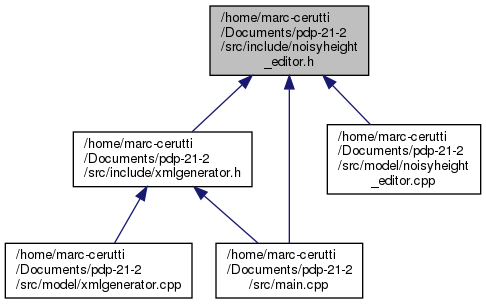 /home/marc-cerutti
/Documents/pdp-21-2
/src/include/noisyheight
_editor.h
/home/marc-cerutti
/Documents/pdp-21-2
/src/include/xmlgenerator.h
/home/marc-cerutti
/Documents/pdp-21-2
/src/model/noisyheight
_editor.cpp
/home/marc-cerutti
/Documents/pdp-21-2
/src/model/xmlgenerator.cpp
/home/marc-cerutti
/Documents/pdp-21-2
/src/main.cpp